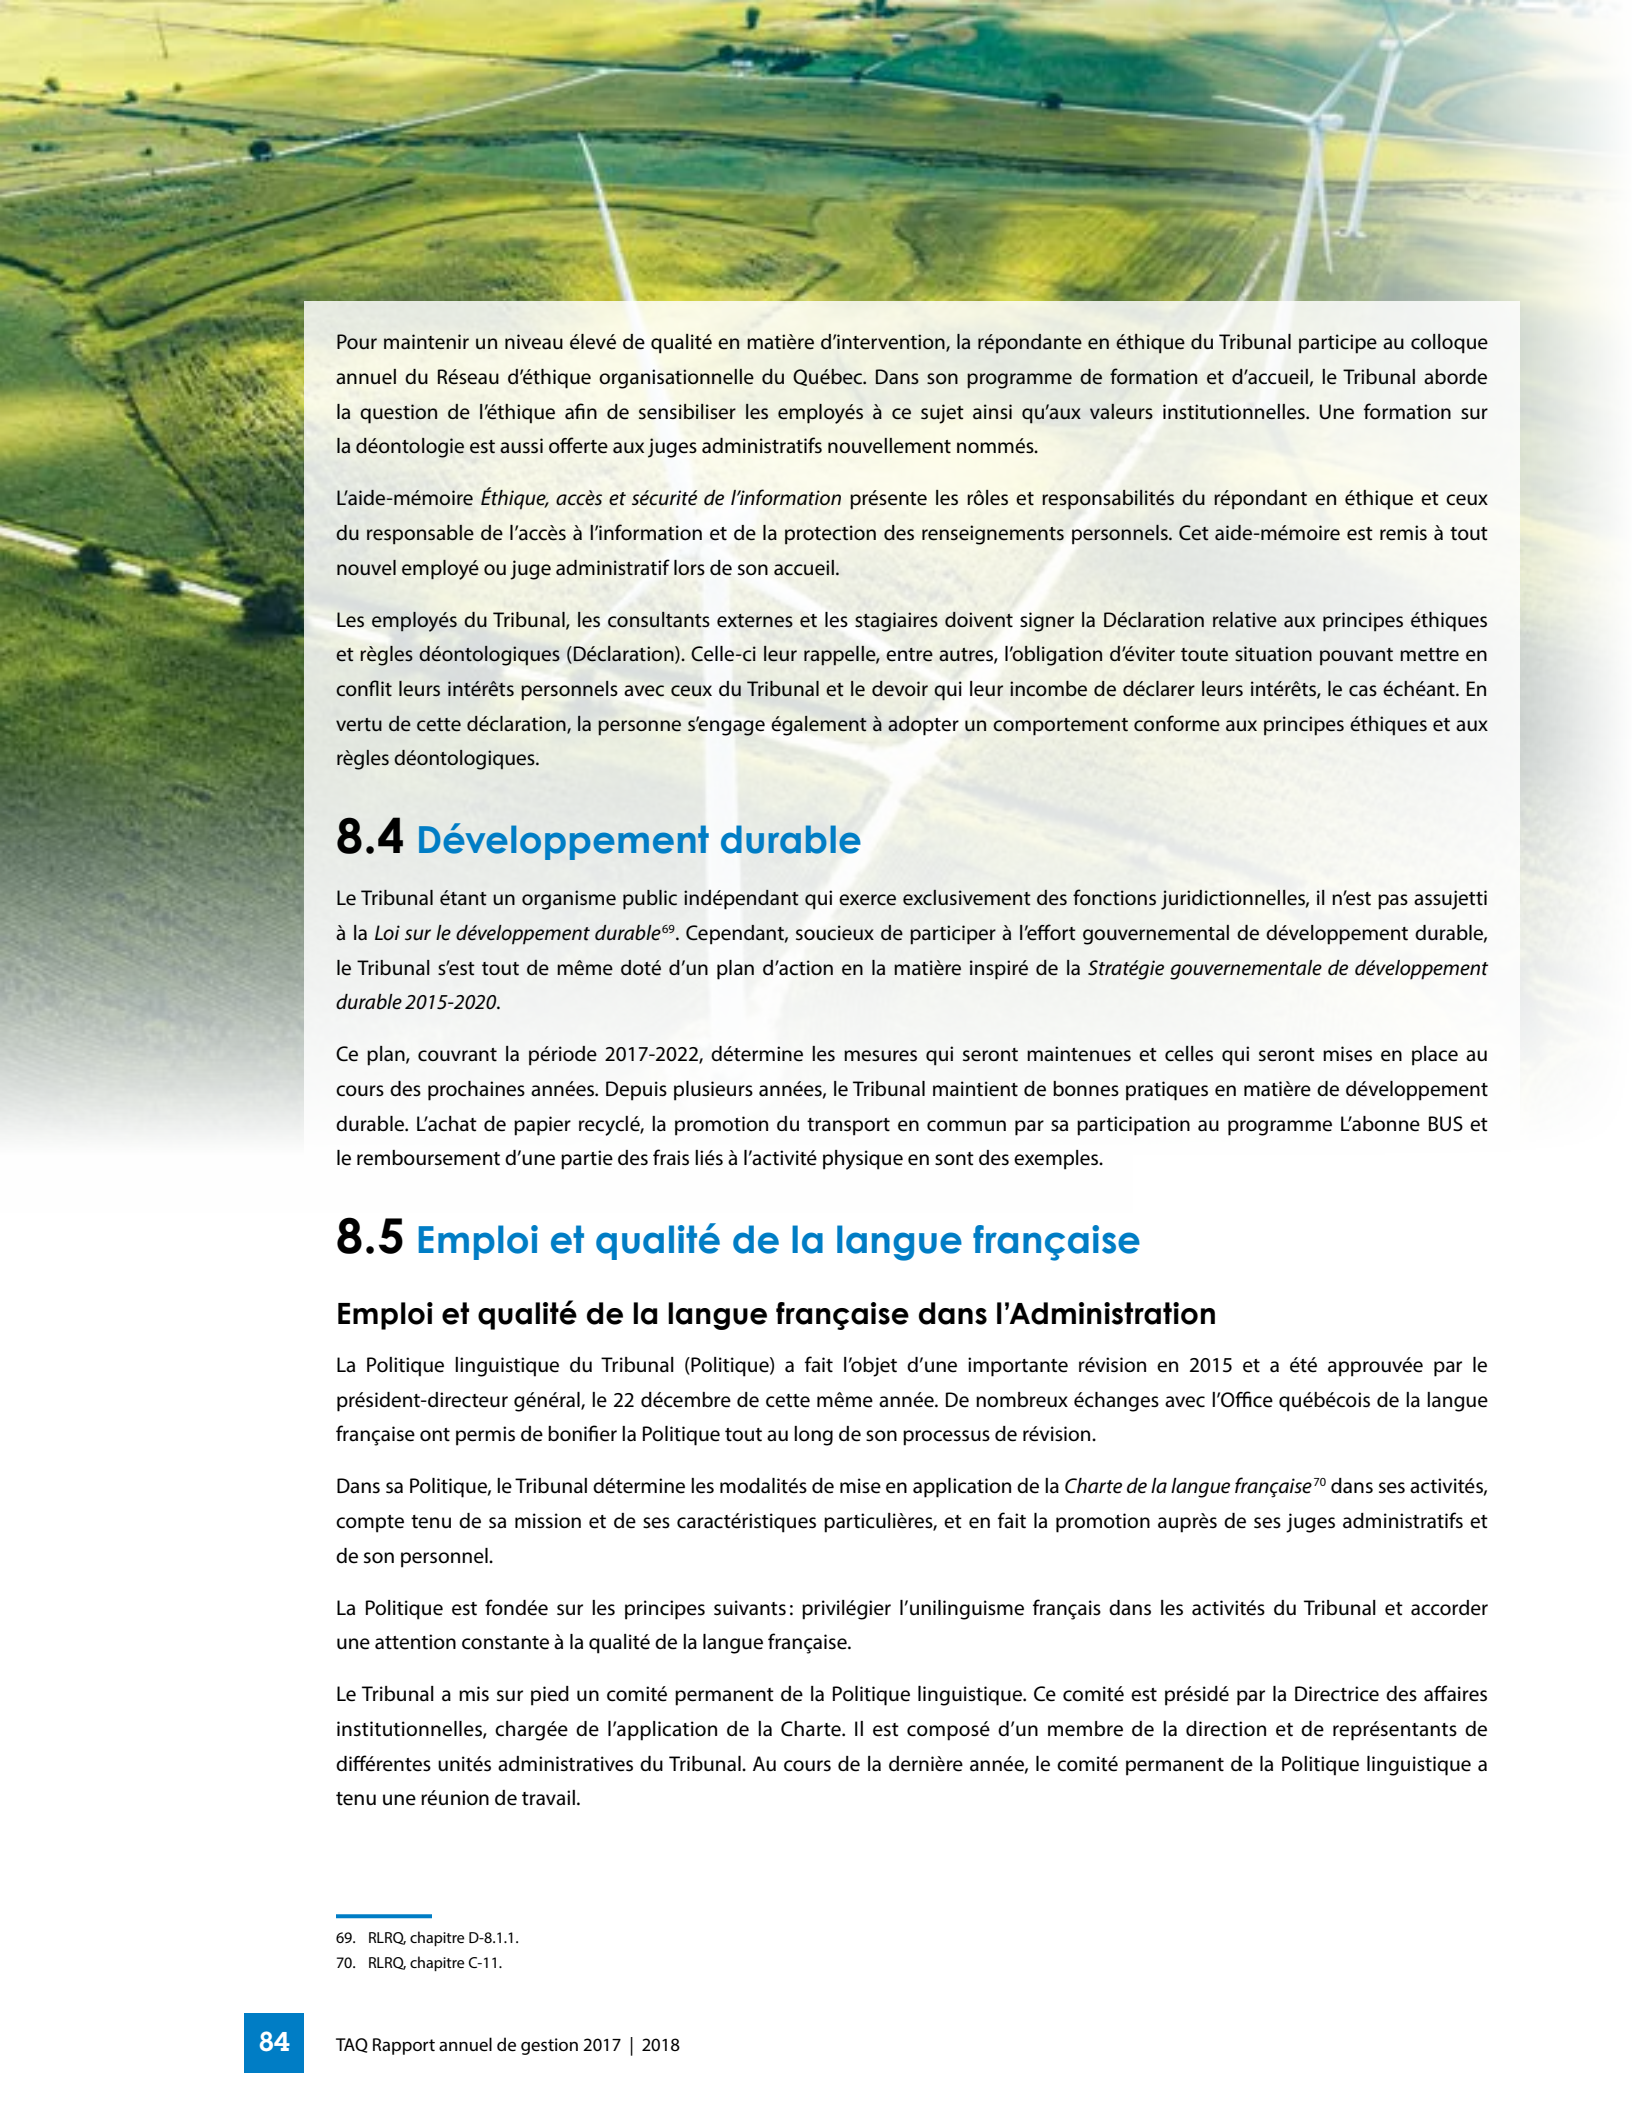 Pour maintenir un niveau élevé de qualité en matière d’intervention, la répondante en éthique du Tribunal participe au colloque
annuel du Réseau d’éthique organisationnelle du Québec. Dans son programme de formation et d’accueil, le Tribunal aborde
la question de l’éthique afin de sensibiliser les employés à ce sujet ainsi qu’aux valeurs institutionnelles. Une formation sur
la déontologie est aussi offerte aux juges administratifs nouvellement nommés.
L’aide-mémoire Éthique, accès et sécurité de l’information présente les rôles et responsabilités du répondant en éthique et ceux
du responsable de l’accès à l’information et de la protection des renseignements personnels. Cet aide-mémoire est remis à tout
nouvel employé ou juge administratif lors de son accueil.
Les employés du Tribunal, les consultants externes et les stagiaires doivent signer la Déclaration relative aux principes éthiques
et règles déontologiques (Déclaration). Celle-ci leur rappelle, entre autres, l’obligation d’éviter toute situation pouvant mettre en
conflit leurs intérêts personnels avec ceux du Tribunal et le devoir qui leur incombe de déclarer leurs intérêts, le cas échéant. En
vertu de cette déclaration, la personne s’engage également à adopter un comportement conforme aux principes éthiques et aux
règles déontologiques.
8.4 Développement durable
Le Tribunal étant un organisme public indépendant qui exerce exclusivement des fonctions juridictionnelles, il n’est pas assujetti
à la Loi sur le développement durable69. Cependant, soucieux de participer à l’effort gouvernemental de développement durable,
le Tribunal s’est tout de même doté d’un plan d’action en la matière inspiré de la Stratégie gouvernementale de développement
durable 2015-2020.
Ce plan, couvrant la période 2017-2022, détermine les mesures qui seront maintenues et celles qui seront mises en place au
cours des prochaines années. Depuis plusieurs années, le Tribunal maintient de bonnes pratiques en matière de développement
durable. L’achat de papier recyclé, la promotion du transport en commun par sa participation au programme L’abonne BUS et
le remboursement d’une partie des frais liés à l’activité physique en sont des exemples.
8.5 Emploi et qualité de la langue française
Emploi et qualité de la langue française dans l’Administration
La Politique linguistique du Tribunal (Politique) a fait l’objet d’une importante révision en 2015 et a été approuvée par le
président-directeur général, le 22 décembre de cette même année. De nombreux échanges avec l’Office québécois de la langue
française ont permis de bonifier la Politique tout au long de son processus de révision.
Dans sa Politique, le Tribunal détermine les modalités de mise en application de la Charte de la langue française70 dans ses activités,
compte tenu de sa mission et de ses caractéristiques particulières, et en fait la promotion auprès de ses juges administratifs et
de son personnel.
La Politique est fondée sur les principes suivants : privilégier l’unilinguisme français dans les activités du Tribunal et accorder
une attention constante à la qualité de la langue française.
Le Tribunal a mis sur pied un comité permanent de la Politique linguistique. Ce comité est présidé par la Directrice des affaires
institutionnelles, chargée de l’application de la Charte. Il est composé d’un membre de la direction et de représentants de
différentes unités administratives du Tribunal. Au cours de la dernière année, le comité permanent de la Politique linguistique a
tenu une réunion de travail.
69. RLRQ, chapitre D-8.1.1.
70. RLRQ, chapitre C-11.
84 TAQ Rapport annuel de gestion 2017 | 2018